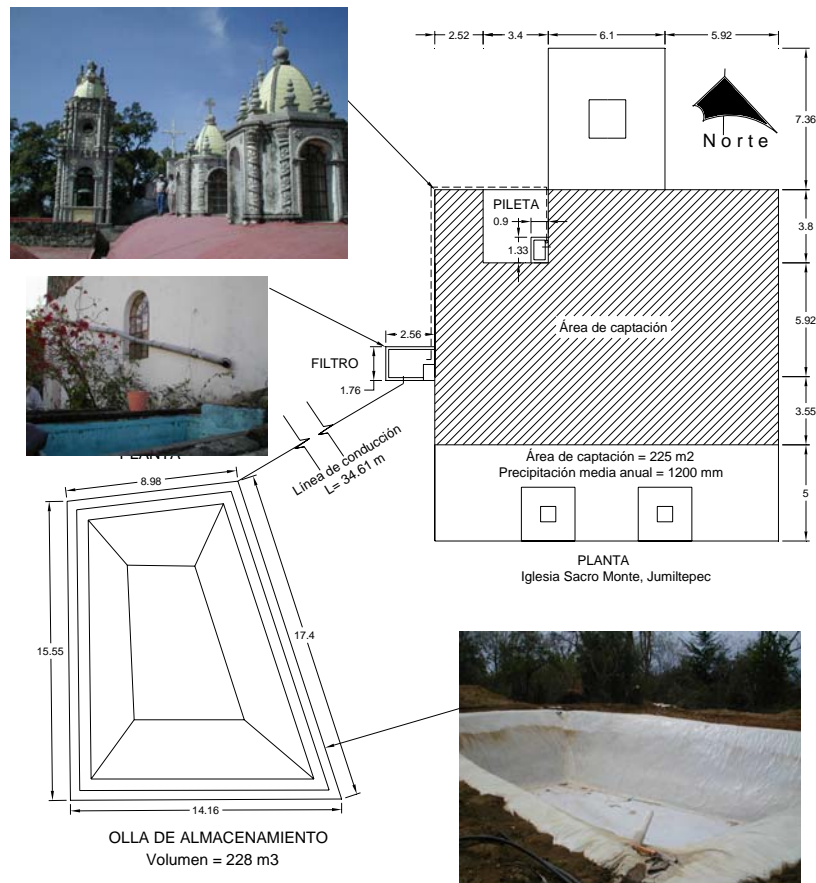 2.52
3.4
6.1
5.92
Norte
7.36
PILETA
0.9
1.33
3.8
Área de captación
5.92
2.56
FILTRO
1.76
3.55
Línea de conducción
L= 34.61 m
Área de captación = 225 m2
Precipitación media anual = 1200 mm
5
PLANTA
Iglesia Sacro Monte, Jumiltepec
PLANTA
8.98
15.55
17.4
14.16
OLLA DE ALMACENAMIENTO
Volumen = 228 m3